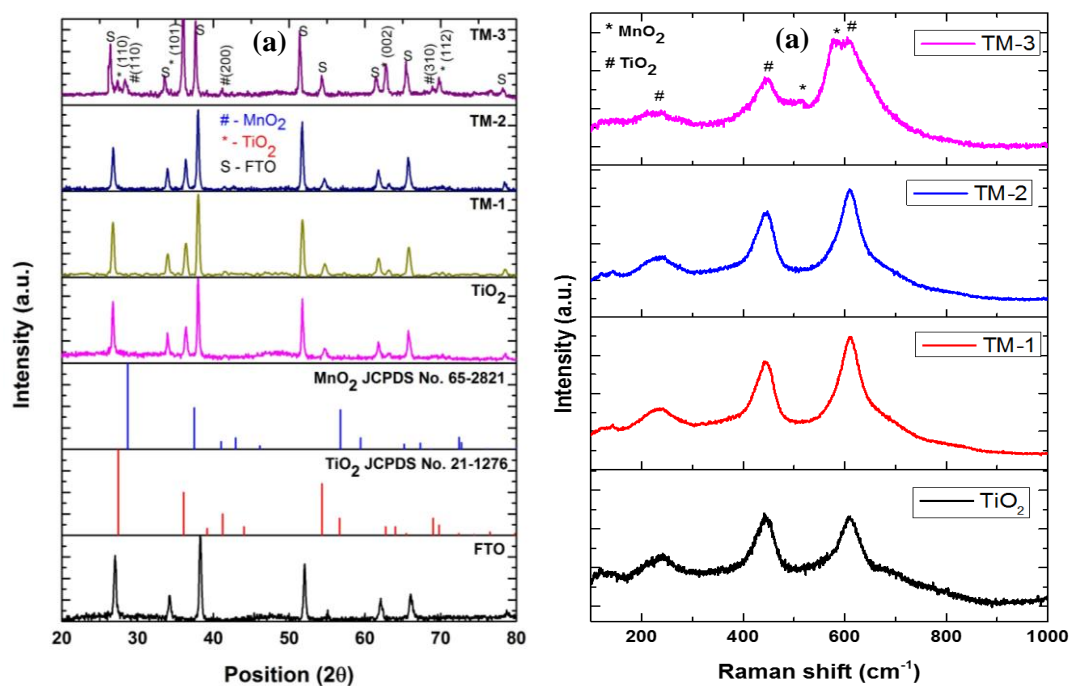 (a)
TM-3
S
* (110)
#(110)
S
* (101)
S
#(200)
S
S
S
* (002)
S
#(310)
* (112)
S
TM-2
# - MnO2
* - TiO2
S - FTO
TM-1
TiO2
MnO2 JCPDS No. 65-2821
TiO2 JCPDS No. 21-1276
FTO
Intensity (a.u.)
20 30 40 50 60 70 80
Position (2θ)
(a)
* MnO2
# TiO2
#
#
*
*
#
TM-3
TM-2
TM-1
TiO2
Intensity (a.u.)
200 400 600 800 1000
Raman shift (cm-1)